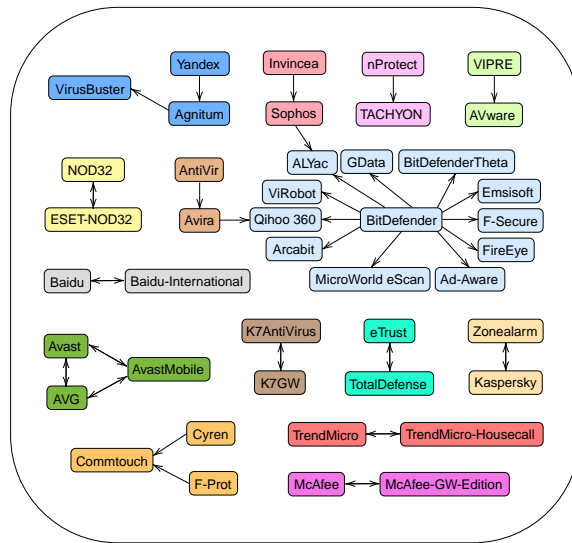 Yandex
Invincea
nProtect
VIPRE
VirusBuster
Agnitum
Sophos
TACHYON
AVware
NOD32
AntiVir
ALYac
GData
BitDefenderTheta
ViRobot
Emsisoft
ESET-NOD32
Avira
Qihoo 360
BitDefender
F-Secure
Arcabit
FireEye
Baidu
Baidu-International
MicroWorld eScan
Ad-Aware
Avast
K7AntiVirus
eTrust
Zonealarm
AvastMobile
AVG
K7GW
TotalDefense
Kaspersky
Cyren
TrendMicro
TrendMicro-Housecall
Commtouch
F-Prot
McAfee
McAfee-GW-Edition